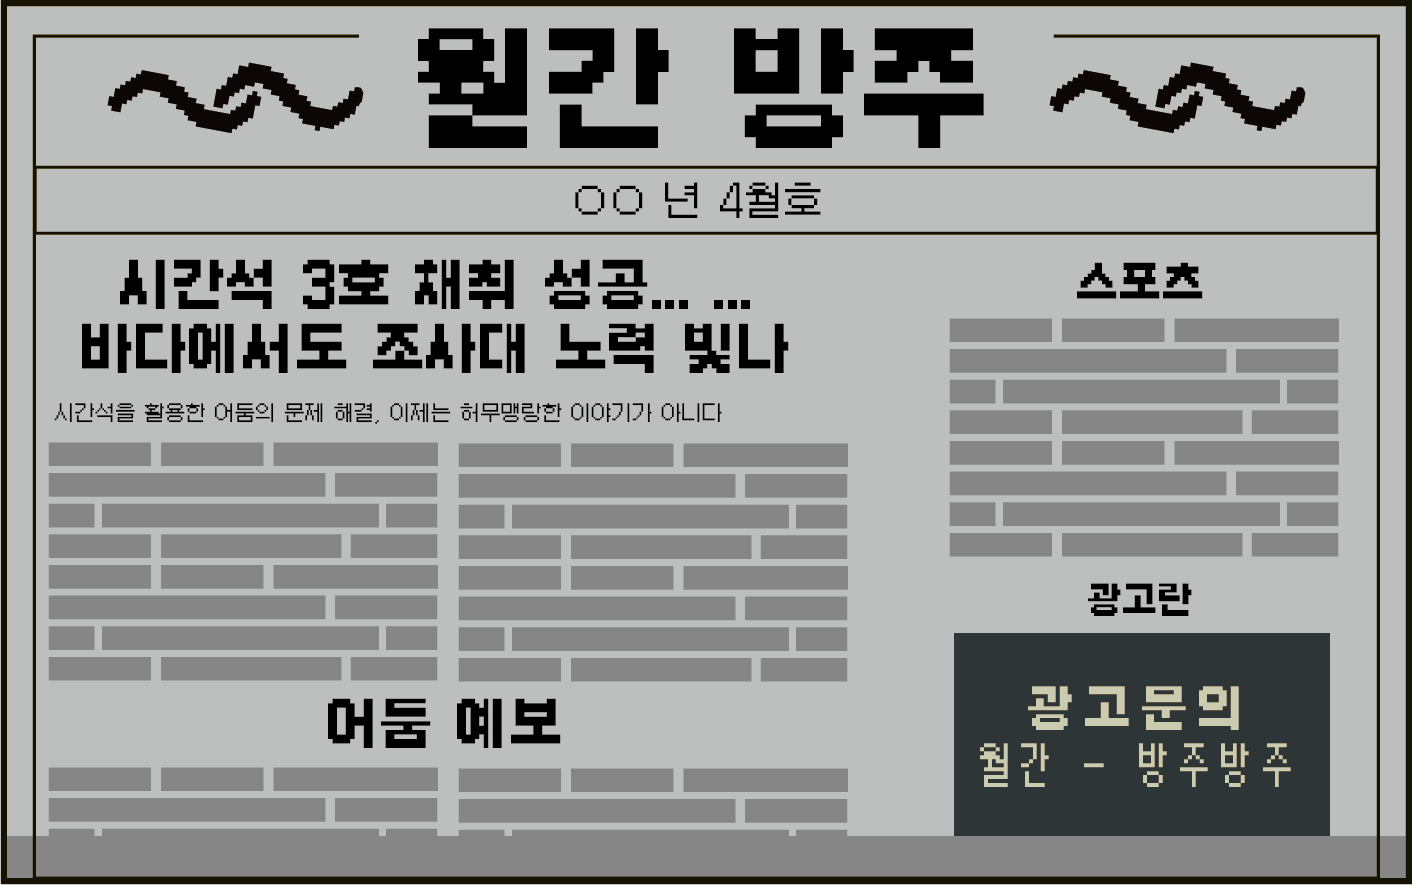 월간 방주
○○ 년 4월호
시간석 3호 채취 성공... ...
바다에서도 조사대 노력 빛나
시간석을 활용한 어둠의 문제 해결, 이제는 허무맹랑한 이야기가 아니다
어둠 예보
스포츠
광고란
광고문의
월간 - 방주방주